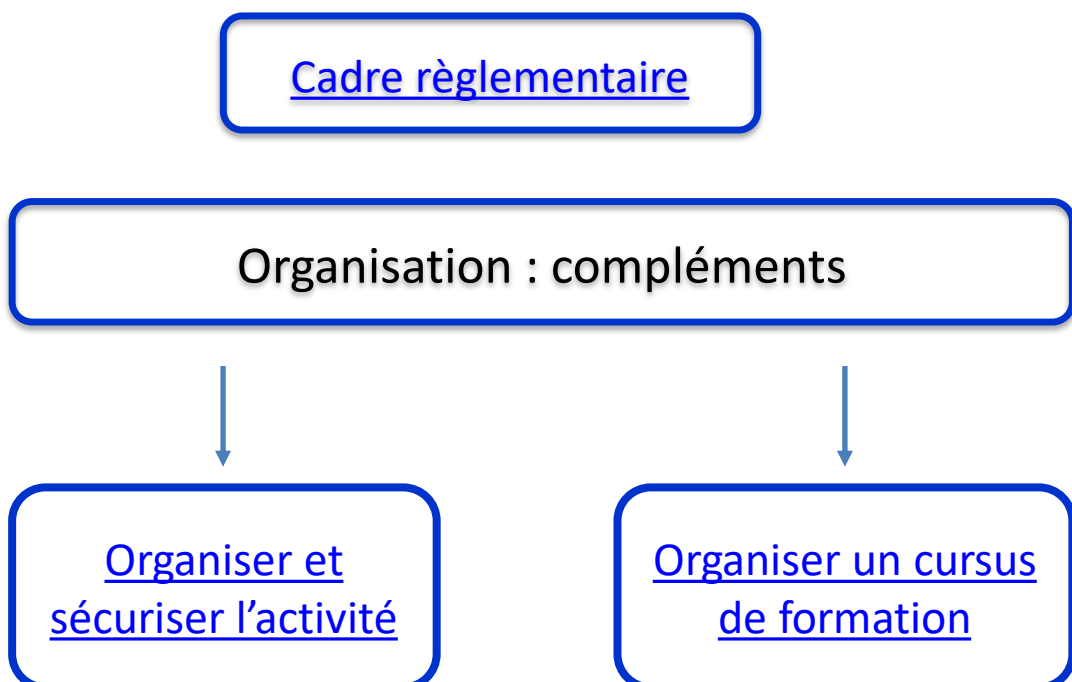 Cadre règlementaire
Organisation : compléments
Organiser et
sécuriser l’activité
Organiser un cursus
de formation